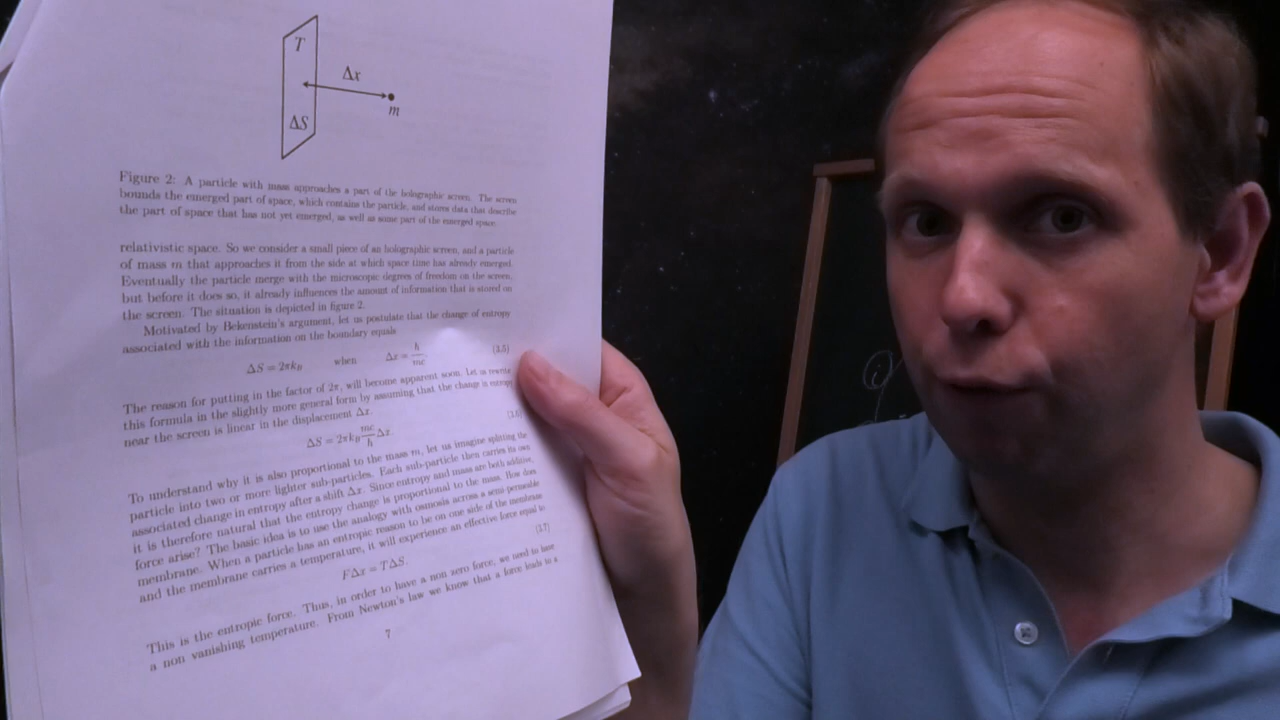 T
Δx
m
ΔS
Figure 2: A particle with mass approaches a part of the holographic screen. The screen
bounds the emerged part of space, which contains the particle, and stores data that describe
the part of space that has not yet emerged, as well as some part of the emerged space.
relativistic space. So we consider a small piece of an holographic screen, and a particle
of mass m that approaches it from the side at which space time has already emerged.
Eventually the particle merge with the microscopic degrees of freedom on the screen,
but before it does so, it already influences the amount of information that is stored on
the screen. The situation is depicted in figure 2.
Motivated by Bekenstein's argument, let us postulate that the change of entropy
associated with the information on the boundary equals
ΔS = 2πk_B when Δx = ℏ/mc. (3.5)
The reason for putting in the factor of 2π, will become apparent soon. Let us rewrite
this formula in the slightly more general form by assuming that the change in entropy
near the screen is linear in the displacement Δx.
ΔS = 2πk_B mc/ℏ Δx. (3.6)
To understand why it is also proportional to the mass m, let us imagine splitting the
particle into two or more lighter sub-particles. Each sub-particle then carries its own
associated change in entropy after a shift Δx. Since entropy and mass are both additive,
it is therefore natural that the entropy change is proportional to the mass. How does
force arise? The basic idea is to use the analogy with osmosis across a semi-permeable
membrane. When a particle has an entropic reason to be on one side of the membrane
and the membrane carries a temperature, it will experience an effective force equal to
FΔx = TΔS. (3.7)
This is the entropic force. Thus, in order to have a non zero force, we need to have
a non vanishing temperature. From Newton's law we know that a force leads to a
7